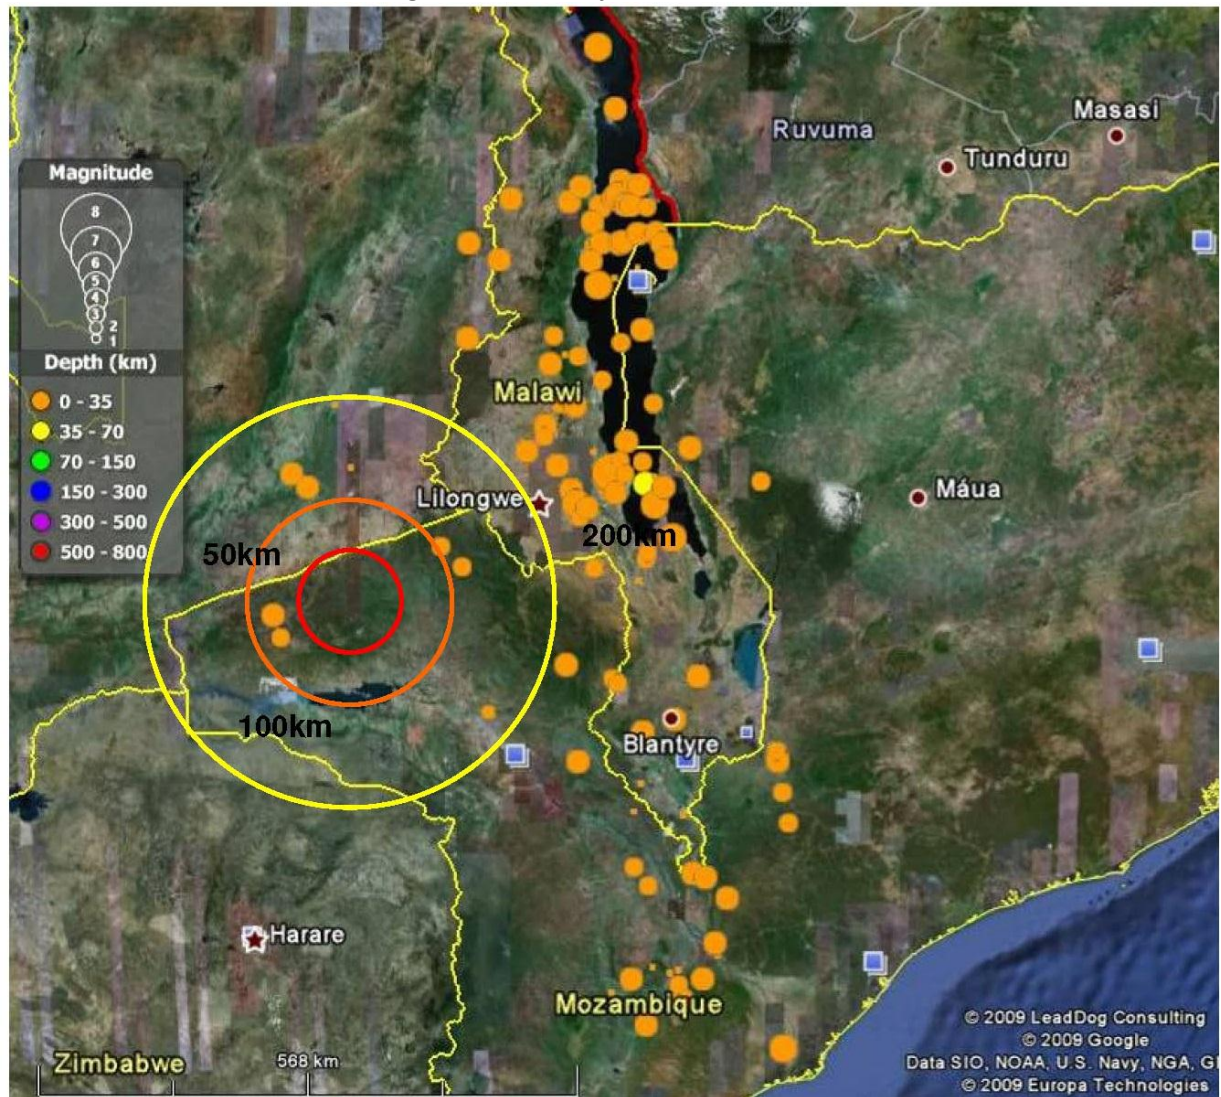 Masasi
Ruvuma
Tunduru
Magnitude
8
7
6
5
4
3
2
1
Depth (km)
0 - 35
35 - 70
70 - 150
150 - 300
300 - 500
500 - 800
Malawi
Lilongwe
Máua
200km
50km
100km
Blantyre
Harare
Mozambique
Zimbabwe
568 km
© 2009 LeadDog Consulting
© 2009 Google
Data SIO, NOAA, U.S. Navy, NGA, G
© 2009 Europa Technologies